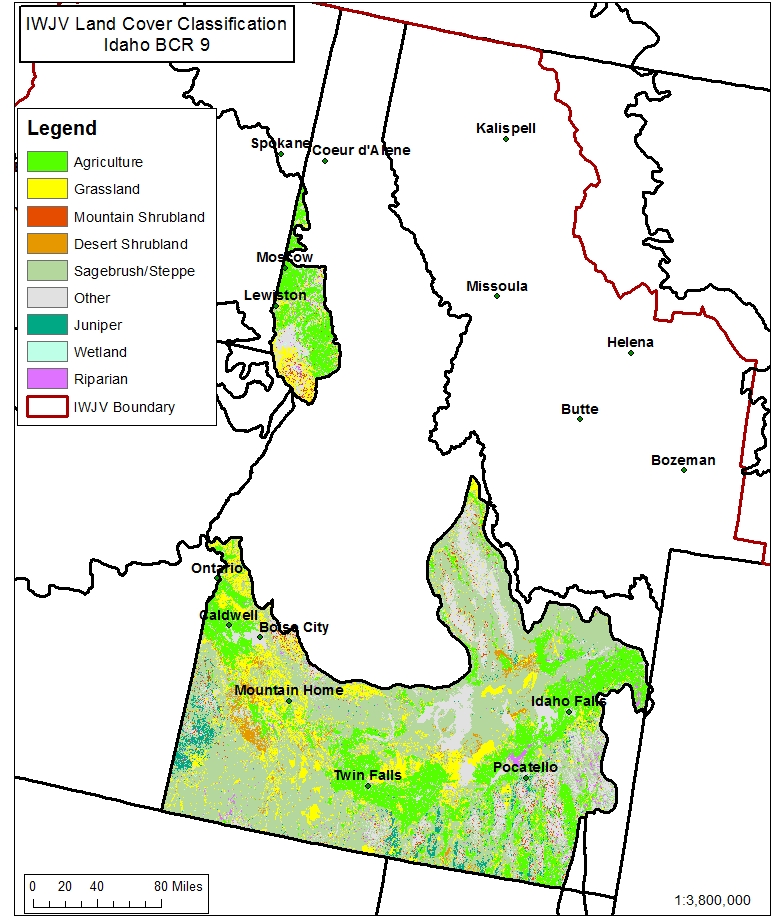 IWJV Land Cover Classification
Idaho BCR 9
Legend
Agriculture
Grassland
Mountain Shrubland
Desert Shrubland
Sagebrush/Steppe
Other
Juniper
Wetland
Riparian
IWJV Boundary
Kalispell
Spokane
Coeur d'Alene
Moscow
Missoula
Lewiston
Helena
Butte
Bozeman
Ontario
Caldwell
Boise City
Mountain Home
Idaho Falls
Pocatello
Twin Falls
0 20 40 80 Miles
1:3,800,000